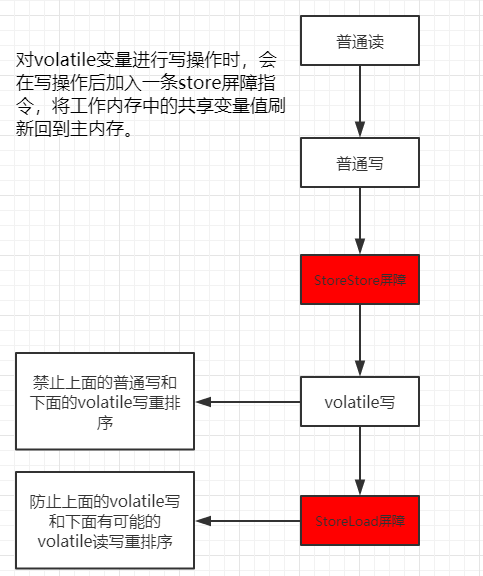 普通读
对volatile变量进行写操作时，会
在写操作后加入一条store屏障指
令，将工作内存中的共享变量值刷
新回到主内存。
普通写
StoreStore屏障
禁止上面的普通写和
下面的volatile写重排
序
volatile写
防止上面的volatile写
和下面有可能的
volatile读写重排序
StoreLoad屏障